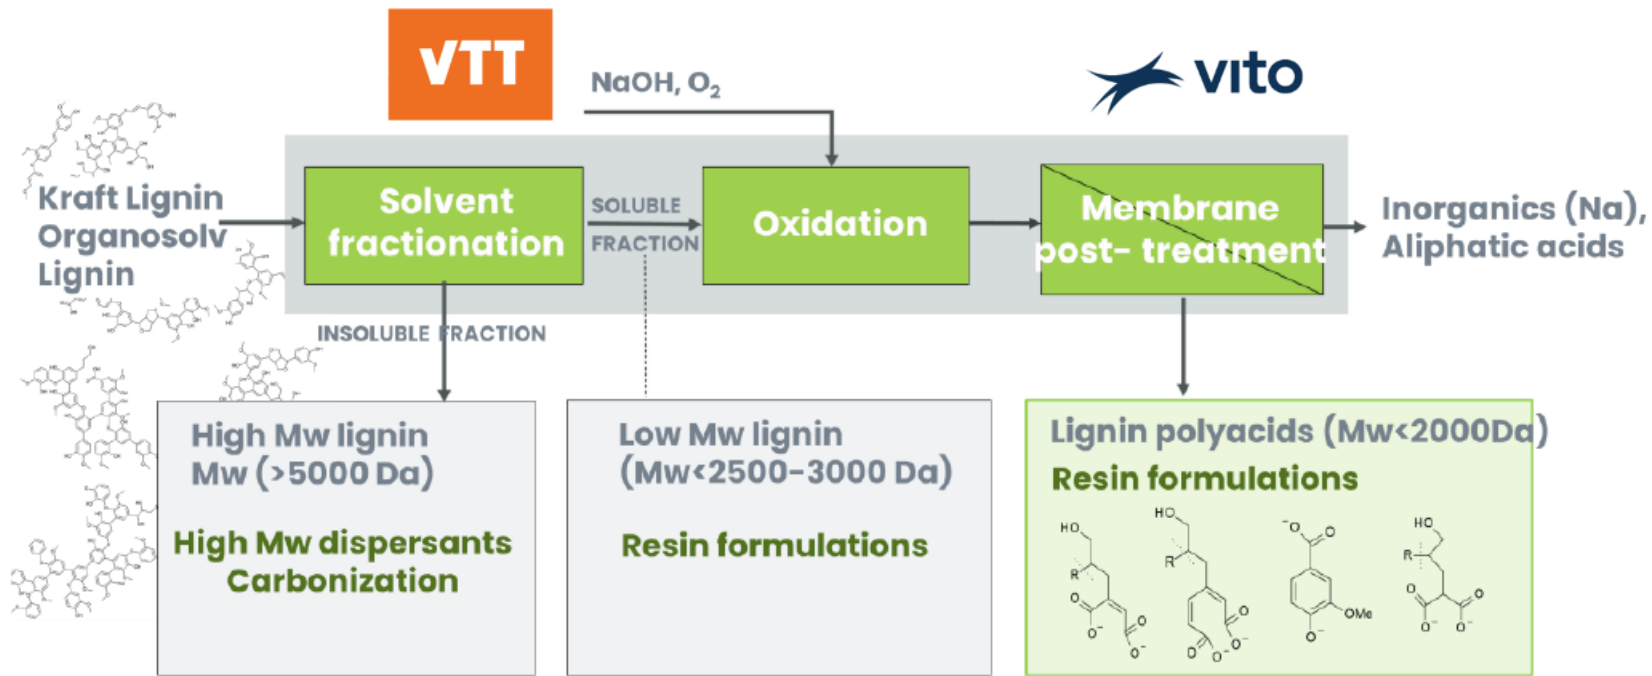 VTT
NaOH, O₂
vito
Kraft Lignin
Organosolv
Lignin
Solvent
fractionation
SOLUBLE
FRACTION
Oxidation
Membrane
post- treatment
Inorganics (Na),
Aliphatic acids
INSOLUBLE FRACTION
High Mw lignin
Mw (>5000 Da)
High Mw dispersants
Carbonization
Low Mw lignin
(Mw<2500-3000 Da)
Resin formulations
Lignin polyacids (Mw<2000Da)
Resin formulations
HO
R
O
O⁻
O
O⁻
HO
R
O
O⁻
O
O⁻
⁻O
O
OMe
O⁻
HO
R
O
O
O⁻
O⁻